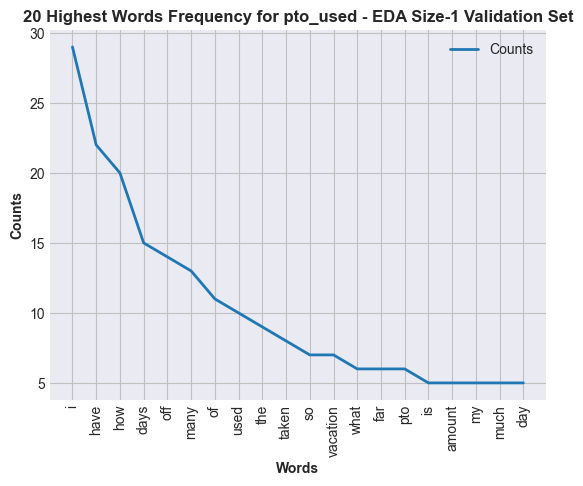 20 Highest Words Frequency for pto_used - EDA Size-1 Validation Set
Counts
30
25
20
15
10
5
Counts
i
have
how
days
off
many
of
used
the
taken
so
vacation
what
far
pto
is
amount
my
much
day
Words